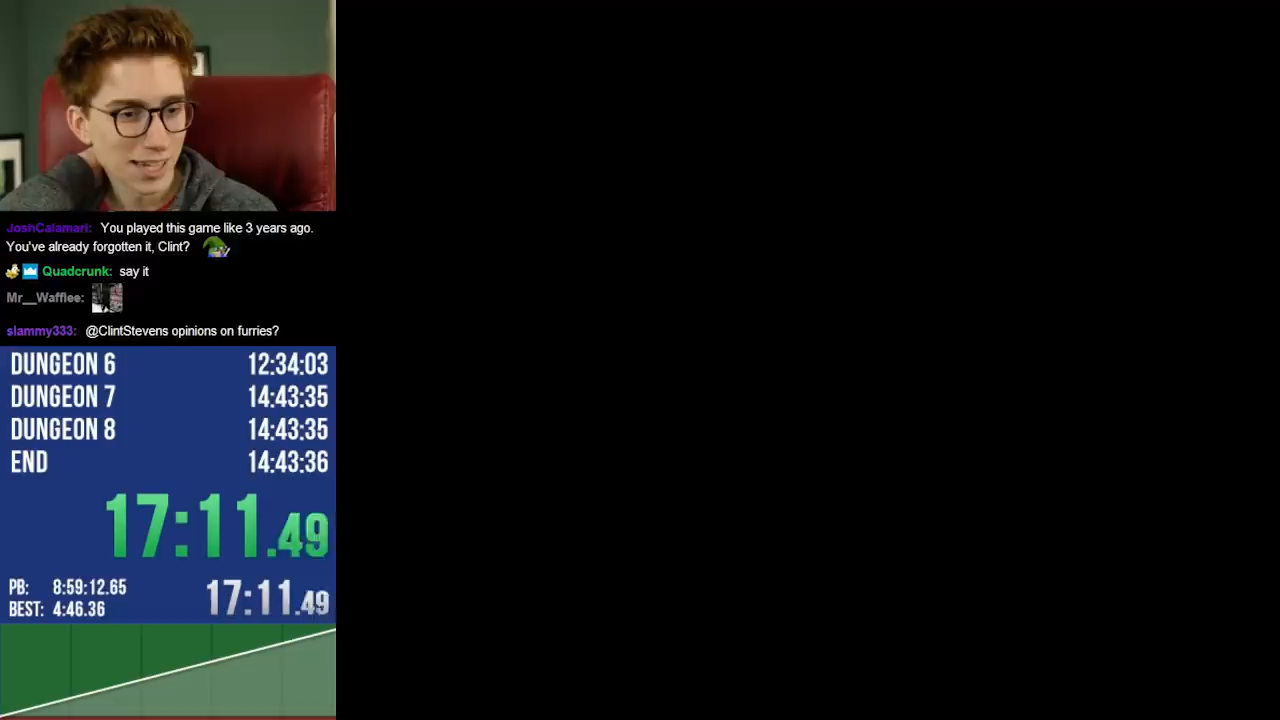 JoshCalamari: You played this game like 3 years ago.
You've already forgotten it, Clint?
Quadcrunk: say it
Mr__Wafflee:
slammy333: @ClintStevens opinions on furries?
DUNGEON 6 12:34:03
DUNGEON 7 14:43:35
DUNGEON 8 14:43:35
END 14:43:36
17:11.49
PB: 8:59:12.65 17:11.49
BEST: 4:46.36